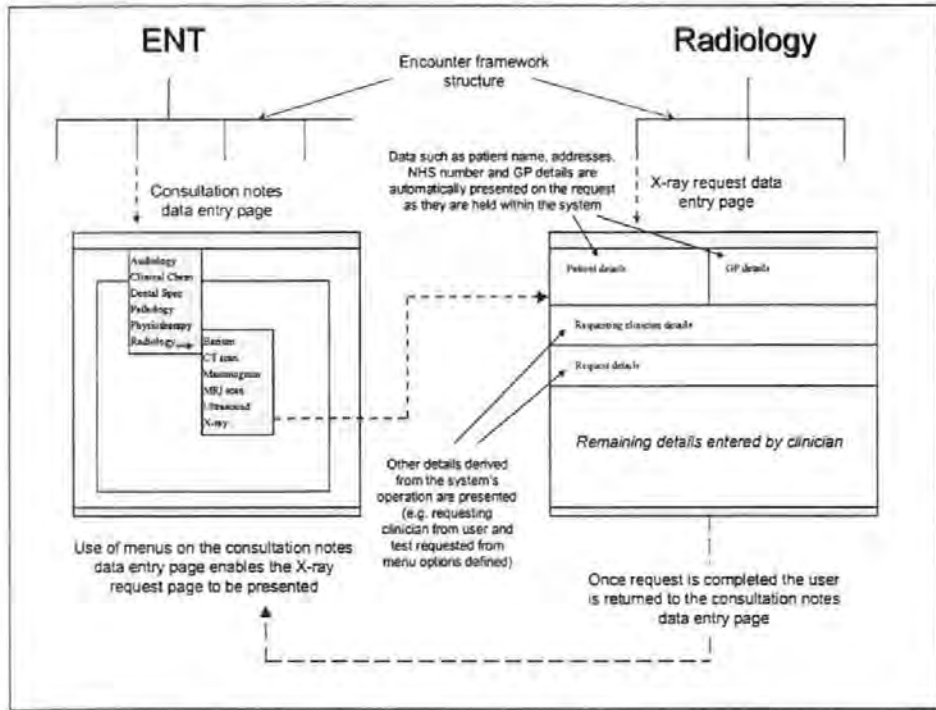 ENT
Radiology
Encounter framework
structure
Data such as patient name, addresses,
NHS number and GP details are
automatically presented on the request
as they are held within the system
Consultation notes
data entry page
X-ray request data
entry page
Audiology
Clinical Chem
Dental Spec
Pathology
Physiotherapy
Radiology
Barium
CT scan
Mammogram
MRI scan
Ultrasound
X-ray
Patient details
GP details
Requesting clinician details
Request details
Remaining details entered by clinician
Other details derived
from the system's
operation are presented
(e.g. requesting
clinician from user and
test requested from
menu options defined)
Use of menus on the consultation notes
data entry page enables the X-ray
request page to be presented
Once request is completed the user
is returned to the consultation notes
data entry page